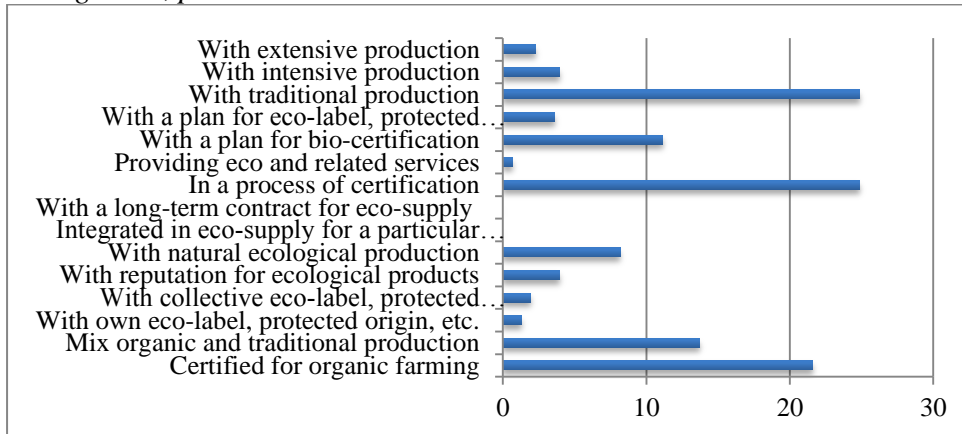 With extensive production
With intensive production
With traditional production
With a plan for eco-label, protected…
With a plan for bio-certification
Providing eco and related services
In a process of certification
With a long-term contract for eco-supply
Integrated in eco-supply for a particular…
With natural ecological production
With reputation for ecological products
With collective eco-label, protected…
With own eco-label, protected origin, etc.
Mix organic and traditional production
Certified for organic farming
0 10 20 30